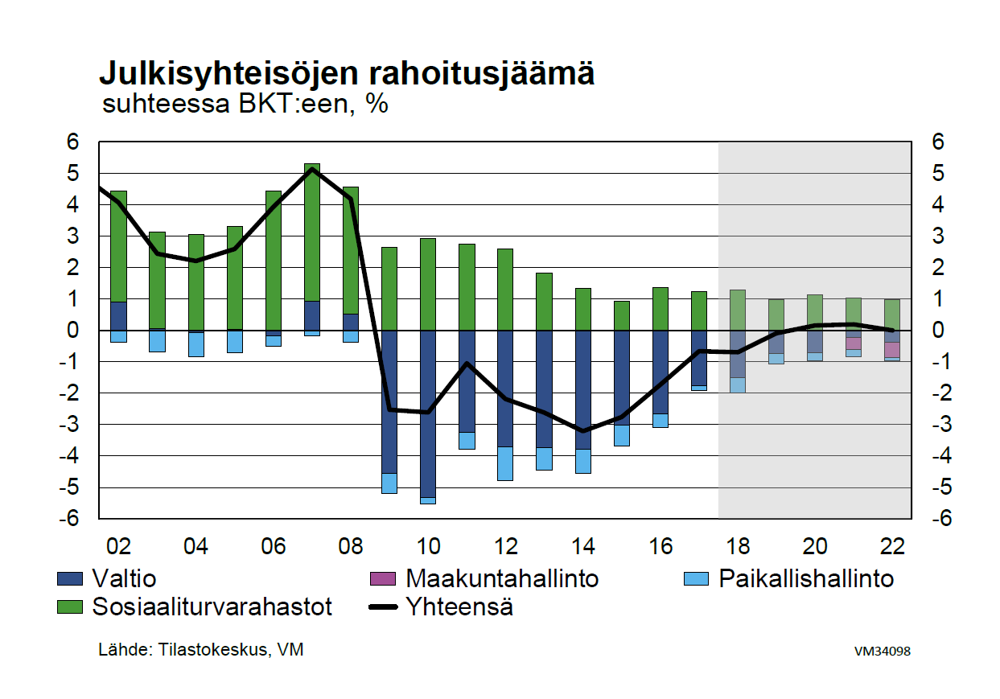 Julkisyhteisöjen rahoitusjäämä
suhteessa BKT:een, %
6 6
5 5
4 4
3 3
2 2
1 1
0 0
-1 -1
-2 -2
-3 -3
-4 -4
-5 -5
-6 -6
02 04 06 08 10 12 14 16 18 20 22
Valtio Maakuntahallinto Paikallishallinto
Sosiaaliturvarahastot Yhteensä
Lähde: Tilastokeskus, VM VM34098